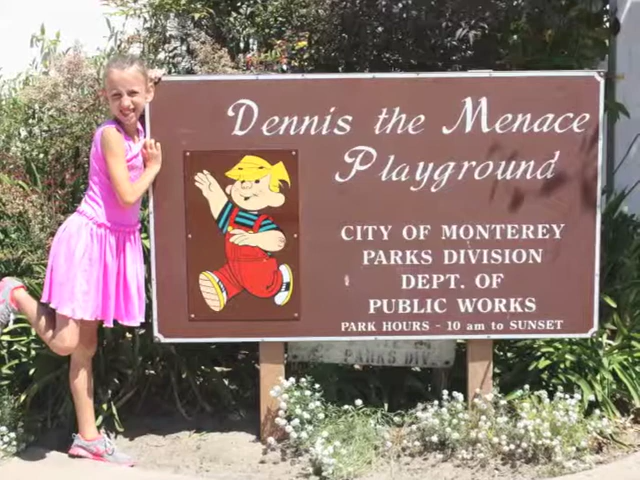 Dennis the Menace
Playground
CITY OF MONTEREY
PARKS DIVISION
DEPT. OF
PUBLIC WORKS
PARK HOURS - 10 am to SUNSET
PARKS DIV.